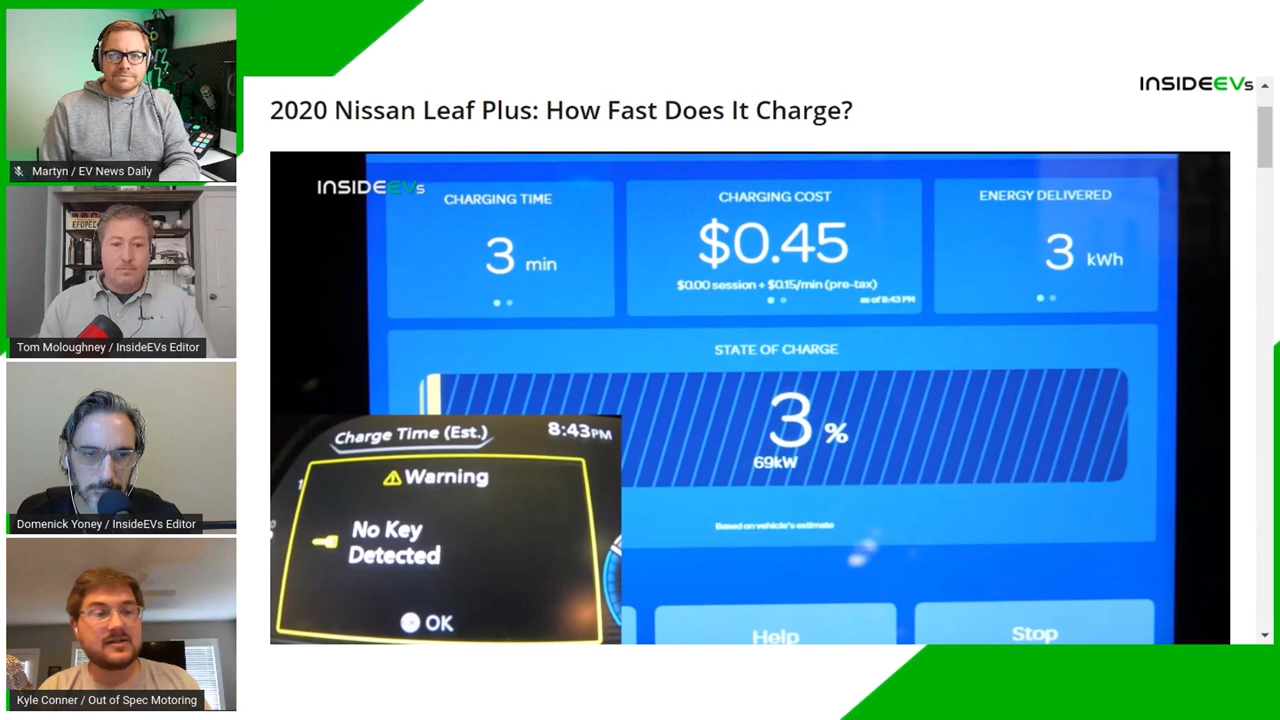 Martyn / EV News Daily
Tom Moloughney / InsideEVs Editor
Domenick Yoney / InsideEVs Editor
Kyle Conner / Out of Spec Motoring
INSIDEEVs
2020 Nissan Leaf Plus: How Fast Does It Charge?
INSIDEEVs
CHARGING TIME
3 min
CHARGING COST
$0.45
$0.00 session + $0.15/min (pre-tax)
as of 8:43 PM
ENERGY DELIVERED
3 kWh
STATE OF CHARGE
3 %
69kW
Based on vehicle's estimate
Help
Stop
Charge Time (Est.)
8:43PM
Warning
No Key
Detected
OK